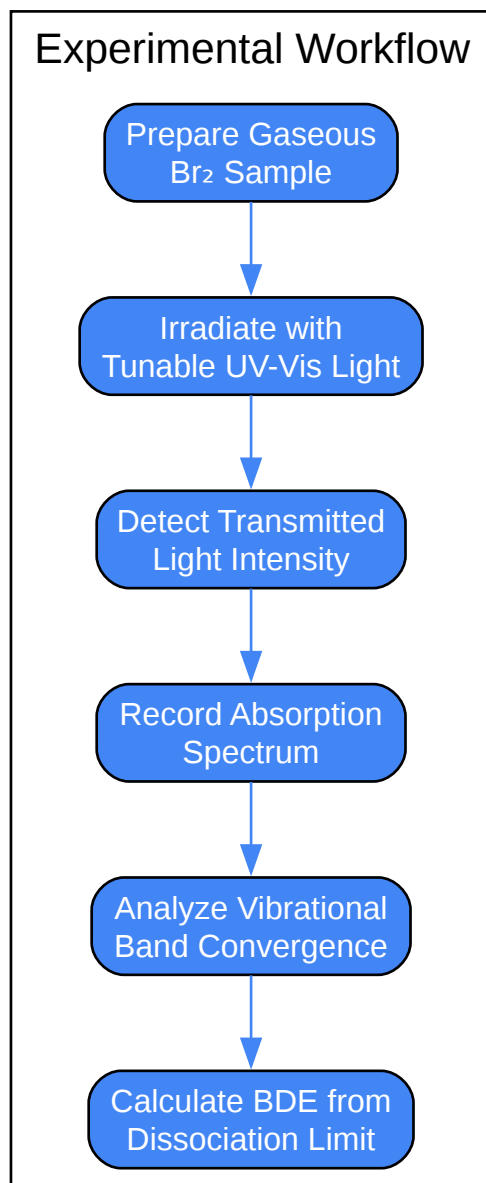 Experimental Workflow
Prepare Gaseous
Br₂ Sample
Irradiate with
Tunable UV-Vis Light
Detect Transmitted
Light Intensity
Record Absorption
Spectrum
Analyze Vibrational
Band Convergence
Calculate BDE from
Dissociation Limit